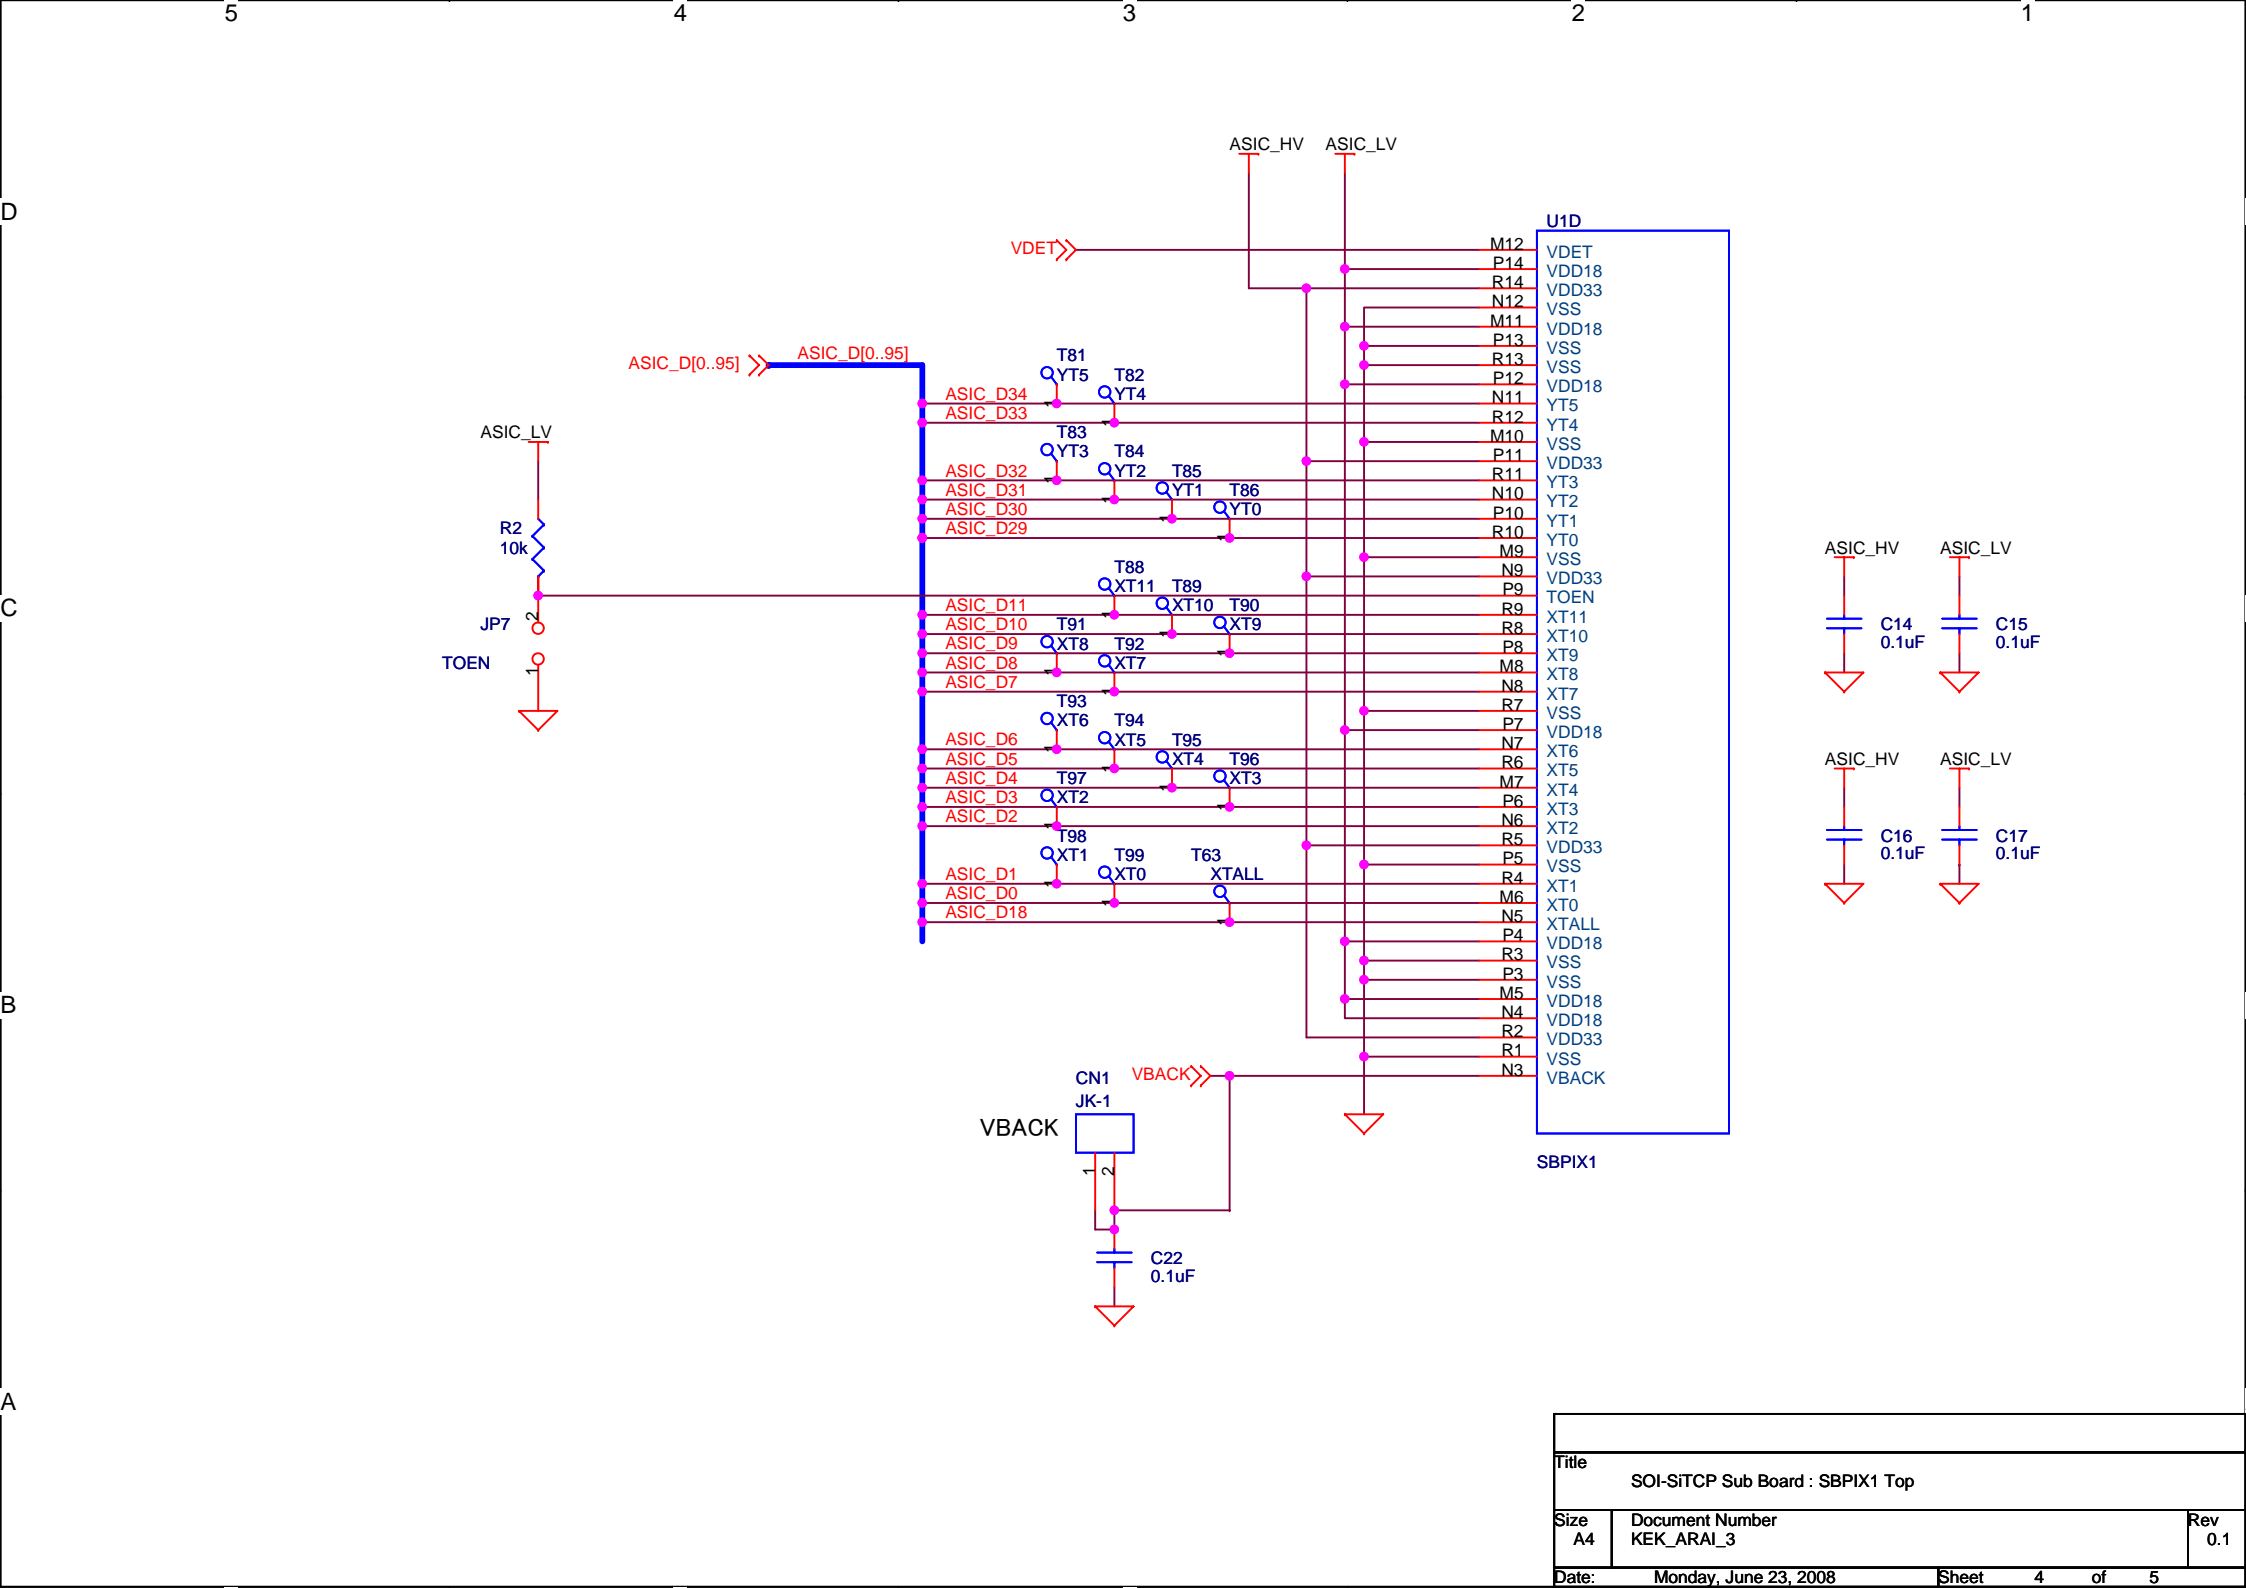 5 4 3 2 1
D
C
B
A
ASIC_HV ASIC_LV
U1D
VDET
M12 VDET
P14 VDD18
R14 VDD33
N12 VSS
M11 VDD18
P13 VSS
R13 VSS
P12 VDD18
N11 YT5
R12 YT4
M10 VSS
P11 VDD33
R11 YT3
N10 YT2
P10 YT1
R10 YT0
M9 VSS
N9 VDD33
P9 TOEN
R9 XT11
R8 XT10
P8 XT9
M8 XT8
N8 XT7
R7 VSS
P7 VDD18
N7 XT6
R6 XT5
M7 XT4
P6 XT3
N6 XT2
R5 VDD33
P5 VSS
R4 XT1
M6 XT0
N5 XTALL
P4 VDD18
R3 VSS
P3 VSS
M5 VDD18
N4 VDD18
R2 VDD33
R1 VSS
N3 VBACK
SBPIX1
ASIC_D[0..95] ASIC_D[0..95]
ASIC_D34
ASIC_D33
ASIC_D32
ASIC_D31
ASIC_D30
ASIC_D29
ASIC_D11
ASIC_D10
ASIC_D9
ASIC_D8
ASIC_D7
ASIC_D6
ASIC_D5
ASIC_D4
ASIC_D3
ASIC_D2
ASIC_D1
ASIC_D0
ASIC_D18
T81
YT5
T82
YT4
T83
YT3
T84
YT2
T85
YT1
T86
YT0
T88
XT11
T89
XT10
T90
XT9
T91
XT8
T92
XT7
T93
XT6
T94
XT5
T95
XT4
T96
XT3
T97
XT2
T98
XT1
T99
XT0
T63
XTALL
ASIC_LV
R2
10k
2
JP7
TOEN
1
VBACK
CN1
JK-1
VBACK
1 2
C22
0.1uF
ASIC_HV ASIC_LV
C14
0.1uF
C15
0.1uF
ASIC_HV ASIC_LV
C16
0.1uF
C17
0.1uF
Title
SOI-SiTCP Sub Board : SBPIX1 Top
Size
A4
Document Number
KEK_ARAI_3
Rev
0.1
Date: Monday, June 23, 2008 Sheet 4 of 5